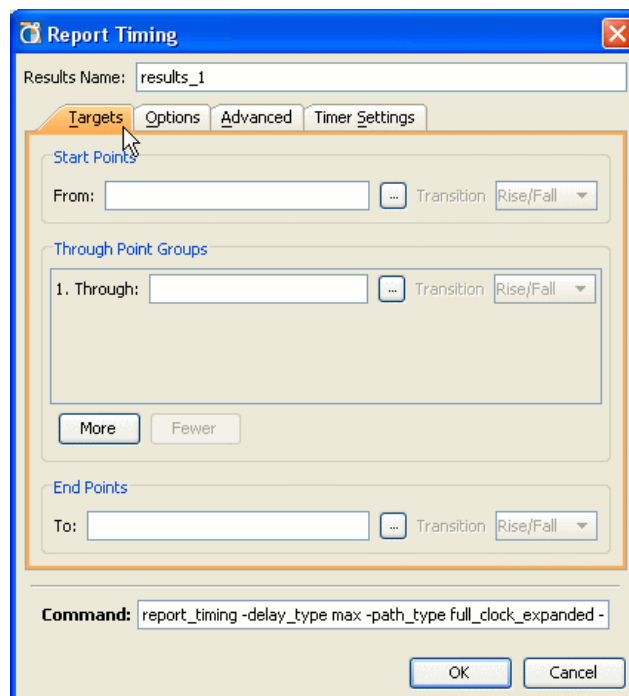 Report Timing
Results Name: results_1
Targets Options Advanced Timer Settings
Start Points
From: ... Transition Rise/Fall
Through Point Groups
1. Through: ... Transition Rise/Fall
More Fewer
End Points
To: ... Transition Rise/Fall
Command: report_timing -delay_type max -path_type full_clock_expanded -
OK Cancel